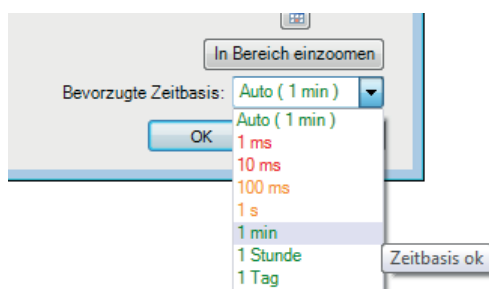 In Bereich einzoomen
Bevorzugte Zeitbasis: Auto ( 1 min )
Auto ( 1 min )
OK
1 ms
10 ms
100 ms
1 s
1 min
1 Stunde
Zeitbasis ok
1 Tag